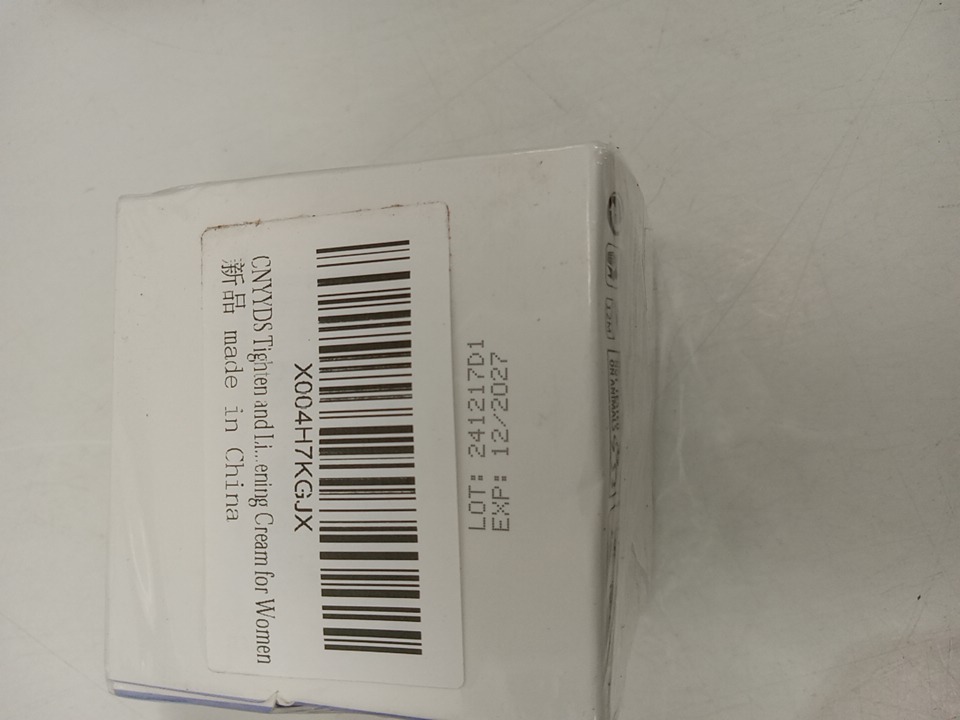 X004H7KGJX
CNYYDS Tighten and Li...ening Cream for Women
新品 made in China
LOT: 241217D1
EXP: 12/2027
12M